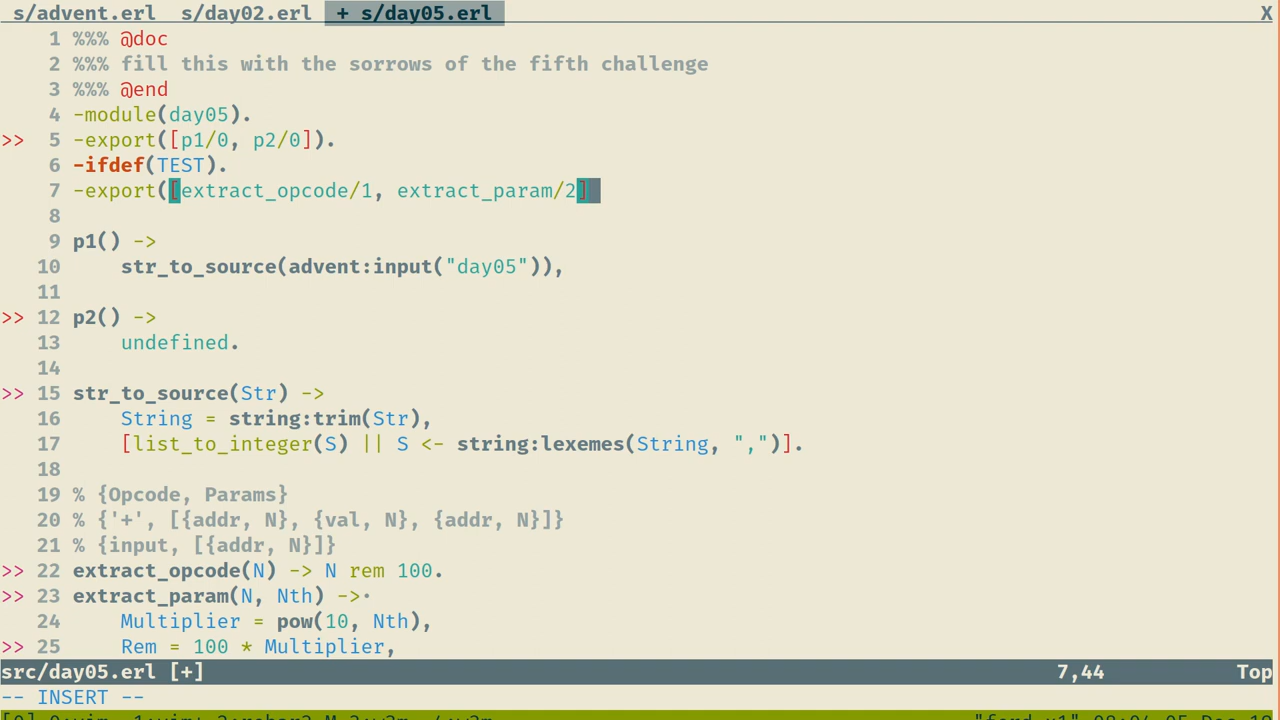 s/advent.erl s/day02.erl + s/day05.erl X
1 %%% @doc
2 %%% fill this with the sorrows of the fifth challenge
3 %%% @end
4 -module(day05).
>> 5 -export([p1/0, p2/0]).
6 -ifdef(TEST).
7 -export([extract_opcode/1, extract_param/2]
8
9 p1() ->
10     str_to_source(advent:input("day05")),
11
>> 12 p2() ->
13     undefined.
14
>> 15 str_to_source(Str) ->
16     String = string:trim(Str),
17     [list_to_integer(S) || S <- string:lexemes(String, ",")].
18
19 % {Opcode, Params}
20 % {'+', [{addr, N}, {val, N}, {addr, N}]}
21 % {input, [{addr, N}]}
>> 22 extract_opcode(N) -> N rem 100.
>> 23 extract_param(N, Nth) ->·
24     Multiplier = pow(10, Nth),
>> 25     Rem = 100 * Multiplier,
src/day05.erl [+] 7,44 Top
-- INSERT --